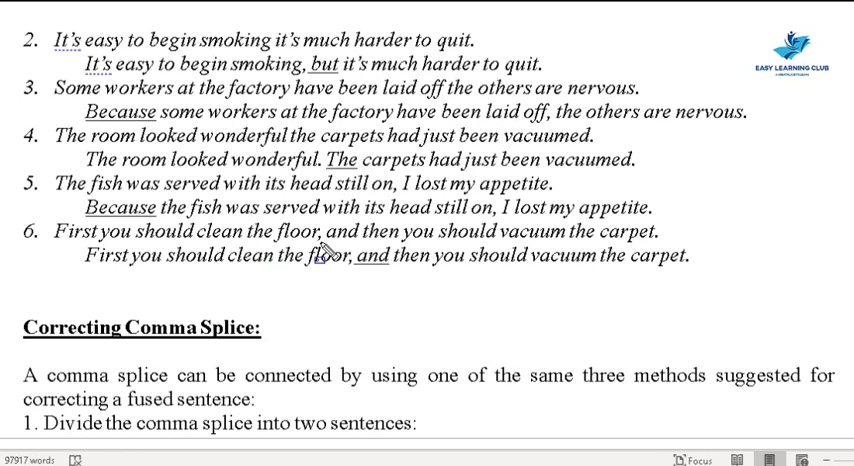 2. It's easy to begin smoking it's much harder to quit.
It's easy to begin smoking, but it's much harder to quit.
EASY LEARNING CLUB
3. Some workers at the factory have been laid off the others are nervous.
Because some workers at the factory have been laid off, the others are nervous.
4. The room looked wonderful the carpets had just been vacuumed.
The room looked wonderful. The carpets had just been vacuumed.
5. The fish was served with its head still on, I lost my appetite.
Because the fish was served with its head still on, I lost my appetite.
6. First you should clean the floor, and then you should vacuum the carpet.
First you should clean the floor, and then you should vacuum the carpet.
Correcting Comma Splice:
A comma splice can be connected by using one of the same three methods suggested for
correcting a fused sentence:
1. Divide the comma splice into two sentences:
97917 words
Focus